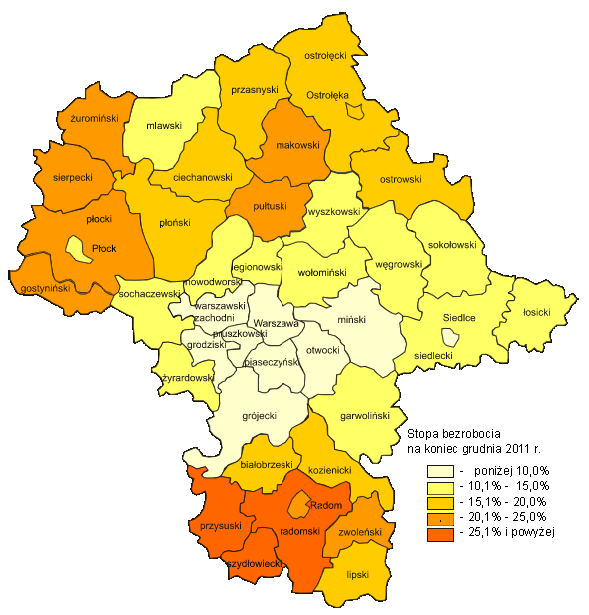 ostrołęcki
Ostrołęka
przasnyski
żuromiński
mławski
makowski
sierpecki
ciechanowski
ostrowski
pułtuski
wyszkowski
płocki
płoński
Płock
sokołowski
węgrowski
legionowski
wołomiński
gostyniński
sochaczewski
nowodworski
warszawski
zachodni
Siedlce
łosicki
miński
Warszawa
pruszkowski
grodziski
otwocki
siedlecki
piaseczyński
żyrardowski
grójecki
garwoliński
białobrzeski
kozienicki
Radom
przysuski
radomski
zwoleński
szydłowiecki
lipski
Stopa bezrobocia
na koniec grudnia 2011 r.
- poniżej 10,0%
- 10,1% - 15,0%
- 15,1% - 20,0%
- 20,1% - 25,0%
- 25,1% i powyżej